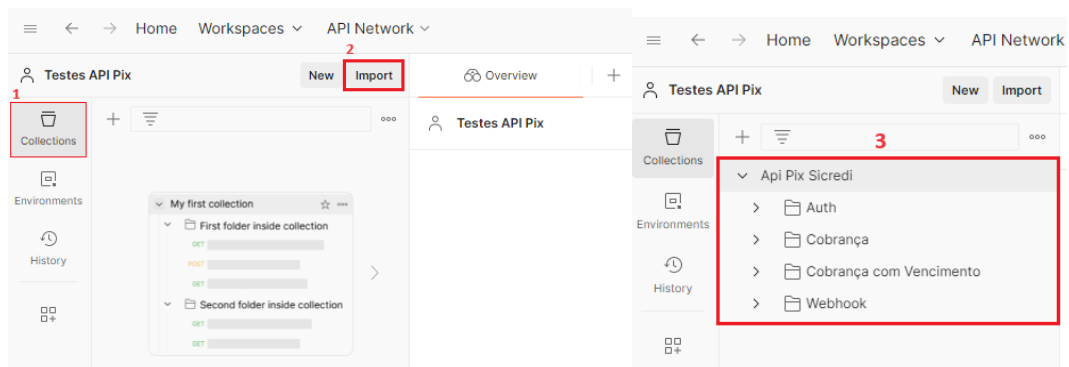 Home Workspaces API Network
2
Testes API Pix New Import
Overview
1
Collections
Testes API Pix
Environments
My first collection
First folder inside collection
GET
POST
GET
History
Second folder inside collection
GET
GET
Home Workspaces API Network
Testes API Pix New Import
Collections
3
Api Pix Sicredi
Auth
Environments
Cobrança
Cobrança com Vencimento
History
Webhook